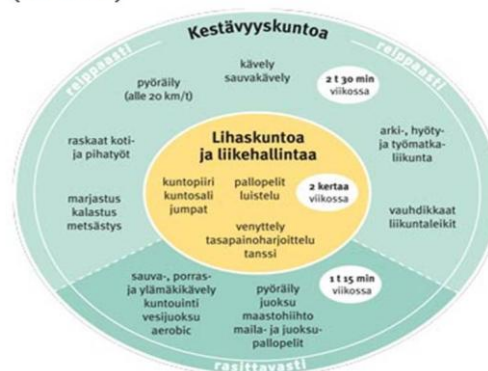 Kestävyyskuntoa
reippaasti
reippaasti
kävely
sauvakävely
2 t 30 min
viikossa
pyöräily
(alle 20 km/t)
raskaat koti-
ja pihatyöt
marjastus
kalastus
metsästys
arki-, hyöty-
ja työmatka-
liikunta
vauhdikkaat
liikuntaleikit
Lihaskuntoa
ja liikehallintaa
kuntopiiri
kuntosali
jumpat
pallopelit
luistelu
2 kertaa
viikossa
venyttely
tasapainoharjoittelu
tanssi
sauva-, porras-
ja ylämäkikävely
kuntouinti
vesijuoksu
aerobic
pyöräily
juoksu
maastohiihto
maila- ja juoksu-
pallopelit
1 t 15 min
viikossa
rasittavasti